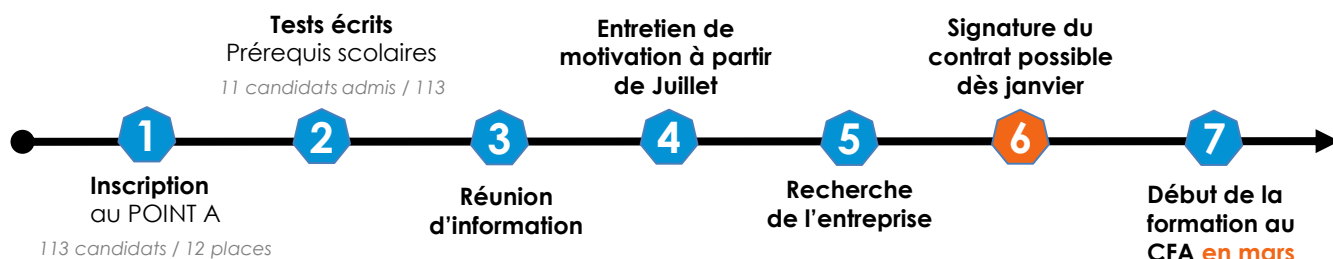 1
Inscription
au POINT A
113 candidats / 12 places
Tests écrits
Prérequis scolaires
11 candidats admis / 113
2
3
Réunion
d'information
Entretien de
motivation à partir
de Juillet
4
5
Recherche
de l'entreprise
Signature du
contrat possible
dès janvier
6
7
Début de la
formation au
CFA en mars